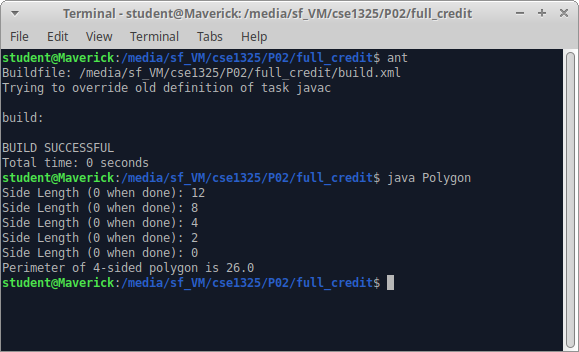 Terminal - student@Maverick: /media/sf_VM/cse1325/P02/full_credit
File Edit View Terminal Tabs Help
student@Maverick:/media/sf_VM/cse1325/P02/full_credit$ ant
Buildfile: /media/sf_VM/cse1325/P02/full_credit/build.xml
Trying to override old definition of task javac
build:
BUILD SUCCESSFUL
Total time: 0 seconds
student@Maverick:/media/sf_VM/cse1325/P02/full_credit$ java Polygon
Side Length (0 when done): 12
Side Length (0 when done): 8
Side Length (0 when done): 4
Side Length (0 when done): 2
Side Length (0 when done): 0
Perimeter of 4-sided polygon is 26.0
student@Maverick:/media/sf_VM/cse1325/P02/full_credit$